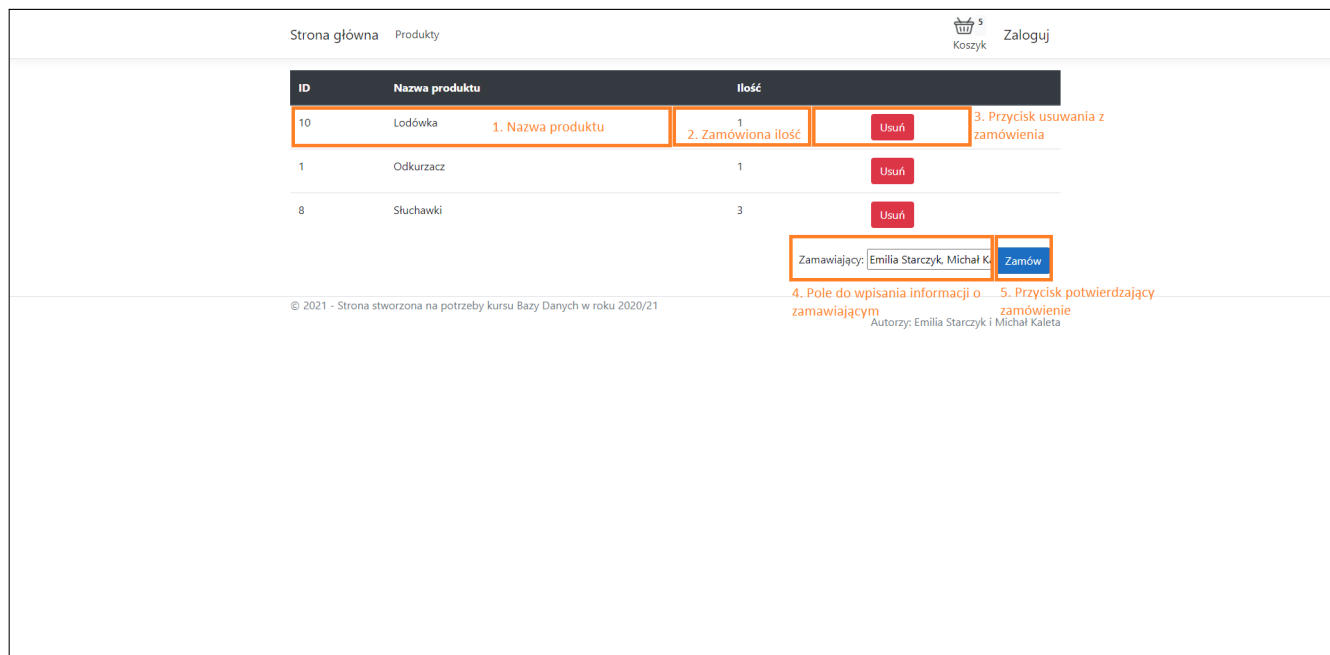 Strona główna Produkty 5 Koszyk Zaloguj
ID Nazwa produktu Ilość
10 Lodówka 1. Nazwa produktu 1 2. Zamówiona ilość Usuń 3. Przycisk usuwania z
zamówienia
1 Odkurzacz 1 Usuń
8 Słuchawki 3 Usuń
Zamawiający: Emilia Starczyk, Michał Ka Zamów
4. Pole do wpisania informacji o
zamawiającym
5. Przycisk potwierdzający
zamówienie
© 2021 - Strona stworzona na potrzeby kursu Bazy Danych w roku 2020/21
Autorzy: Emilia Starczyk i Michał Kaleta